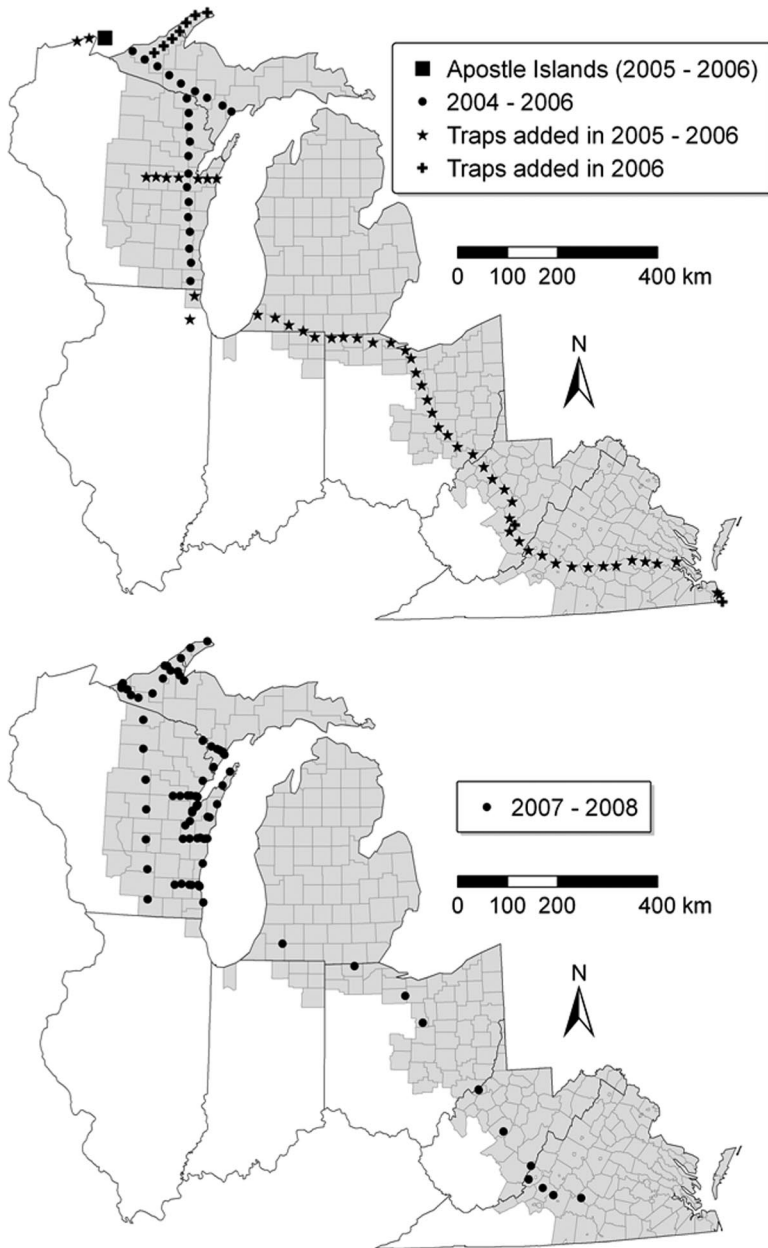 Apostle Islands (2005 - 2006)
2004 - 2006
Traps added in 2005 - 2006
Traps added in 2006
0 100 200 400 km
N
2007 - 2008
0 100 200 400 km
N